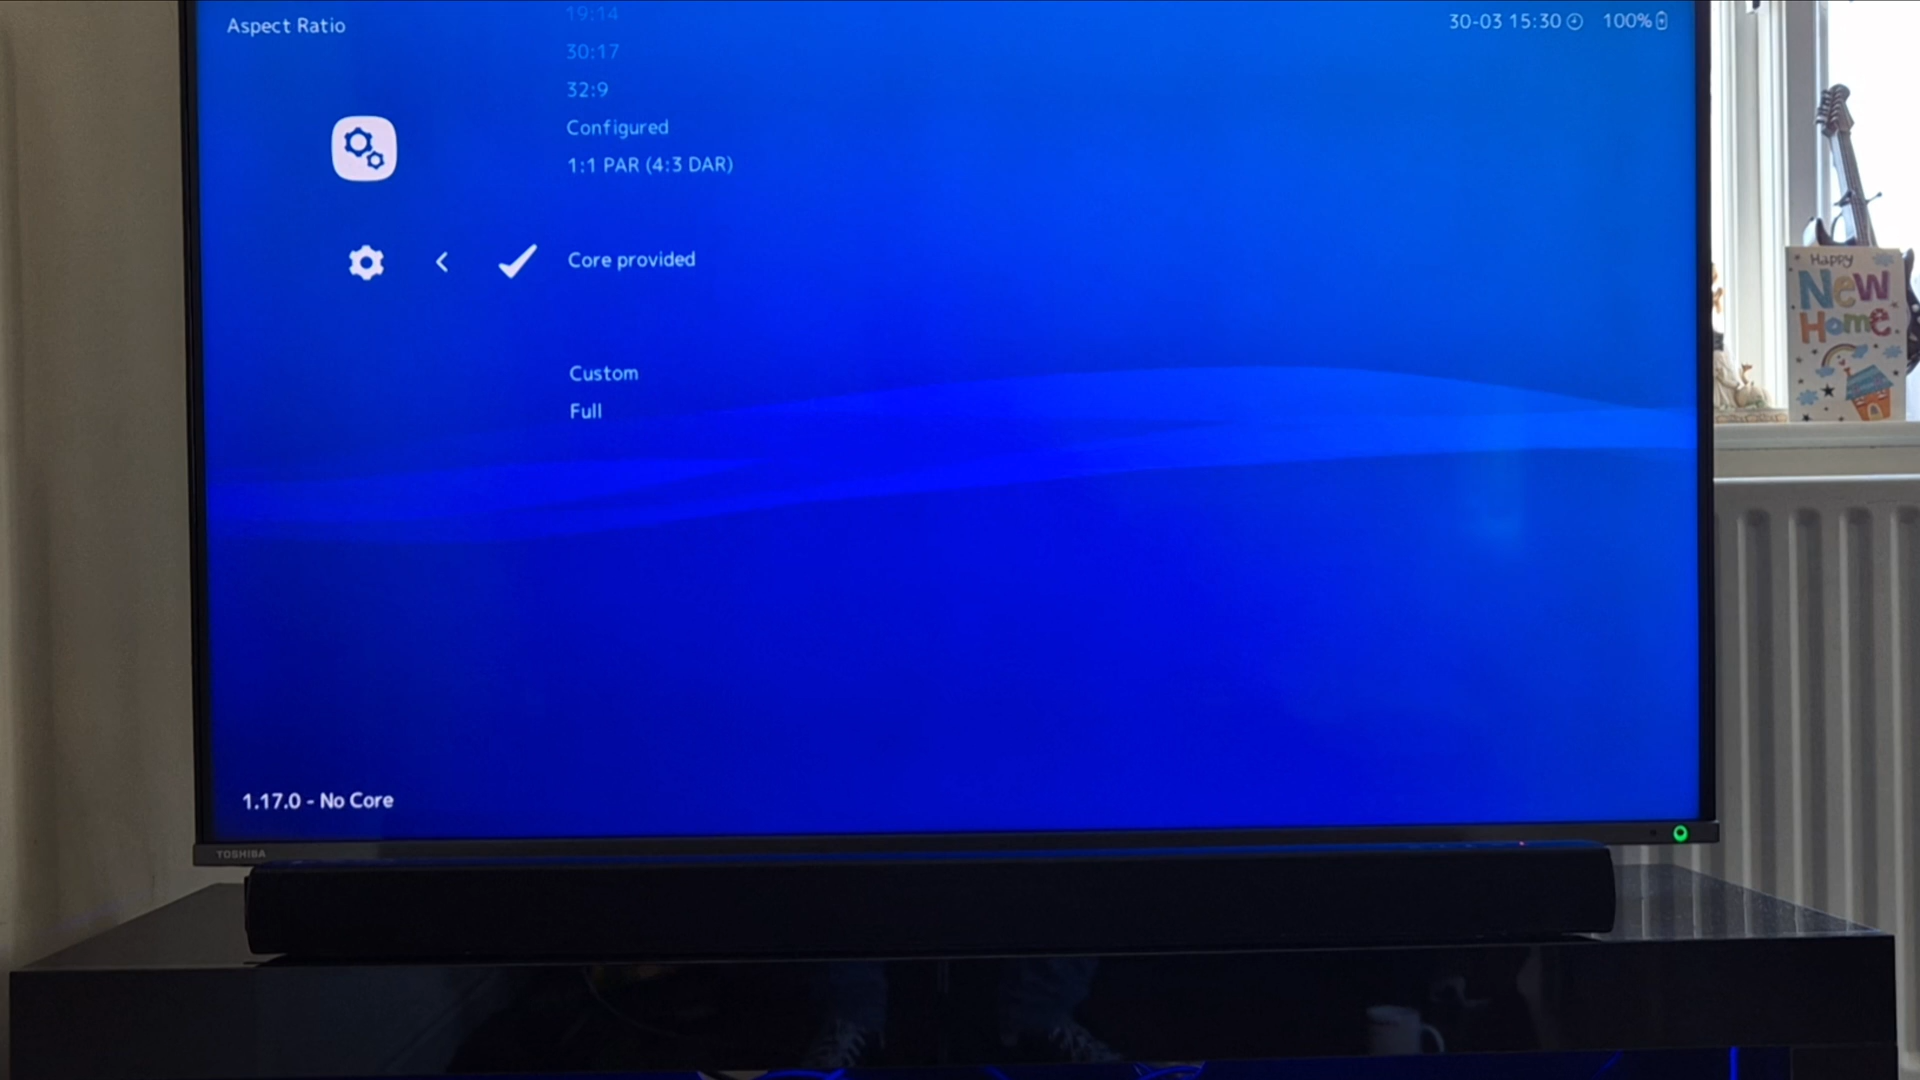 Aspect Ratio
30-03 15:30
100%
19:14
30:17
32:9
Configured
1:1 PAR (4:3 DAR)
Core provided
Custom
Full
1.17.0 - No Core
TOSHIBA
Happy
New
Home